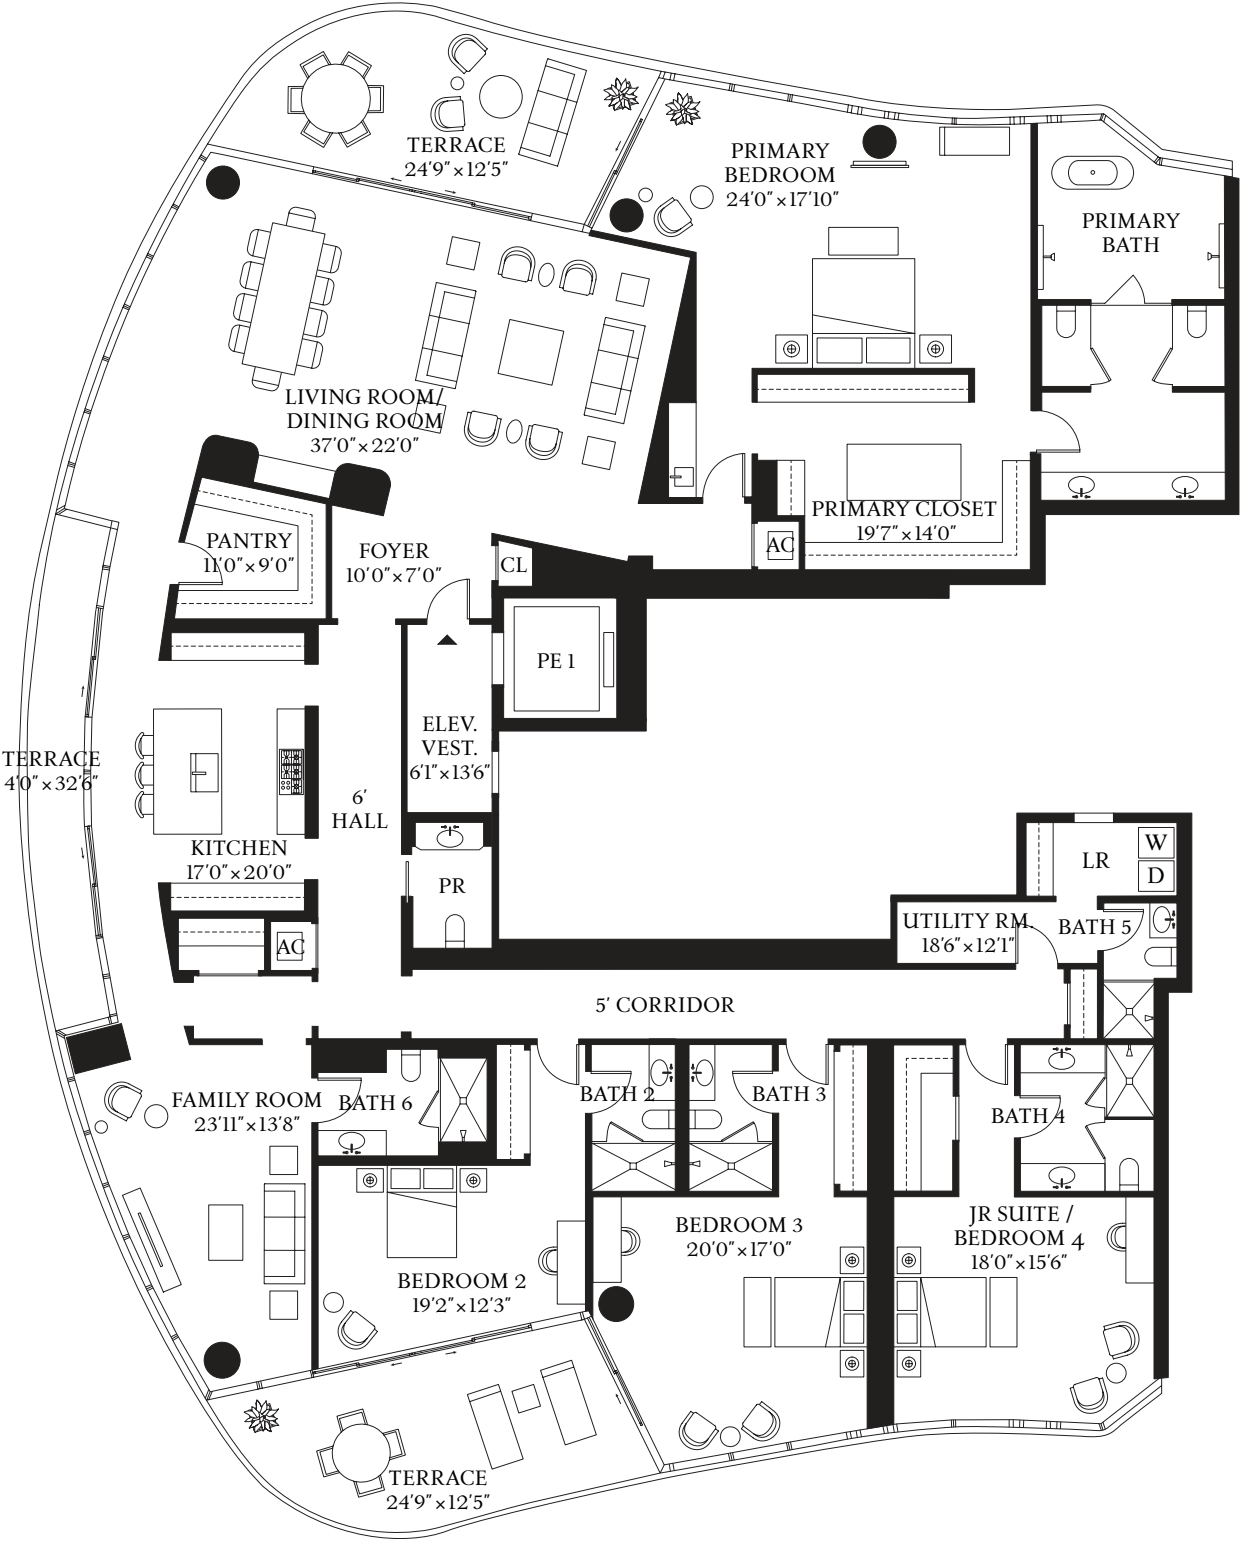 TERRACE
24'9"×12'5"
PRIMARY
BEDROOM
24'0"×17'10"
PRIMARY
BATH
LIVING ROOM/
DINING ROOM
37'0"×22'0"
PRIMARY CLOSET
19'7"×14'0"
AC
PANTRY
11'0"×9'0"
FOYER
10'0"×7'0"
CL
PE 1
ELEV.
VEST.
6'1"×13'6"
TERRACE
4'0"×32'6"
6'
HALL
KITCHEN
17'0"×20'0"
PR
W
D
LR
UTILITY RM.
18'6"×12'1"
BATH 5
AC
5' CORRIDOR
FAMILY ROOM
23'11"×13'8"
BATH 6
BATH 2
BATH 3
BATH 4
BEDROOM 3
20'0"×17'0"
JR SUITE /
BEDROOM 4
18'0"×15'6"
BEDROOM 2
19'2"×12'3"
TERRACE
24'9"×12'5"